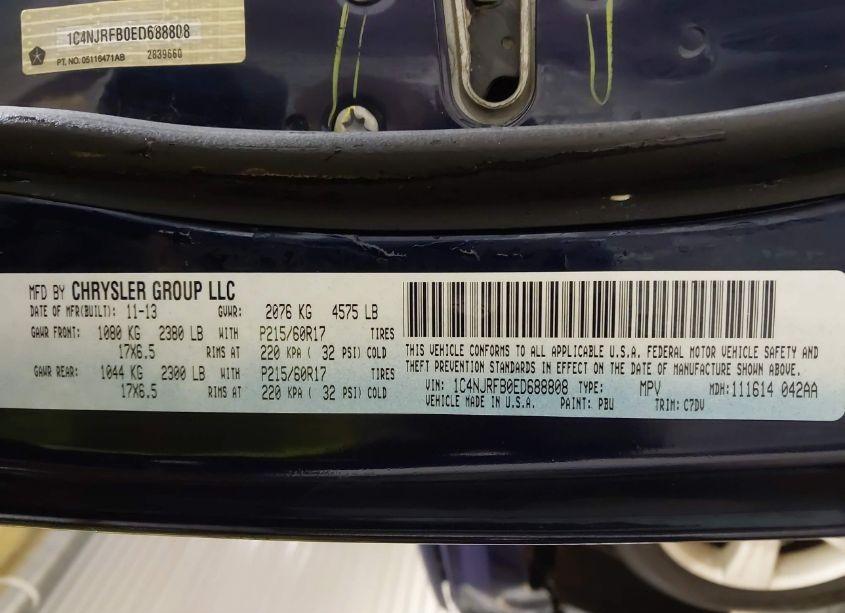 1C4NJRFB0ED688808
PT. NO. 05116471AB 2839660
MFD BY CHRYSLER GROUP LLC
DATE OF MFR(BUILT): 11-13 GVWR: 2076 KG 4575 LB
GAWR FRONT: 1080 KG 2380 LB WITH P215/60R17 TIRES
17X6.5 RIMS AT 220 KPA ( 32 PSI) COLD
GAWR REAR: 1044 KG 2300 LB WITH P215/60R17 TIRES
17X6.5 RIMS AT 220 KPA ( 32 PSI) COLD
THIS VEHICLE CONFORMS TO ALL APPLICABLE U.S.A. FEDERAL MOTOR VEHICLE SAFETY AND
THEFT PREVENTION STANDARDS IN EFFECT ON THE DATE OF MANUFACTURE SHOWN ABOVE.
VIN: 1C4NJRFB0ED688808 TYPE: MPV MDH: 111614 042AA
VEHICLE MADE IN U.S.A. PAINT: PBU TRIM: C7DV